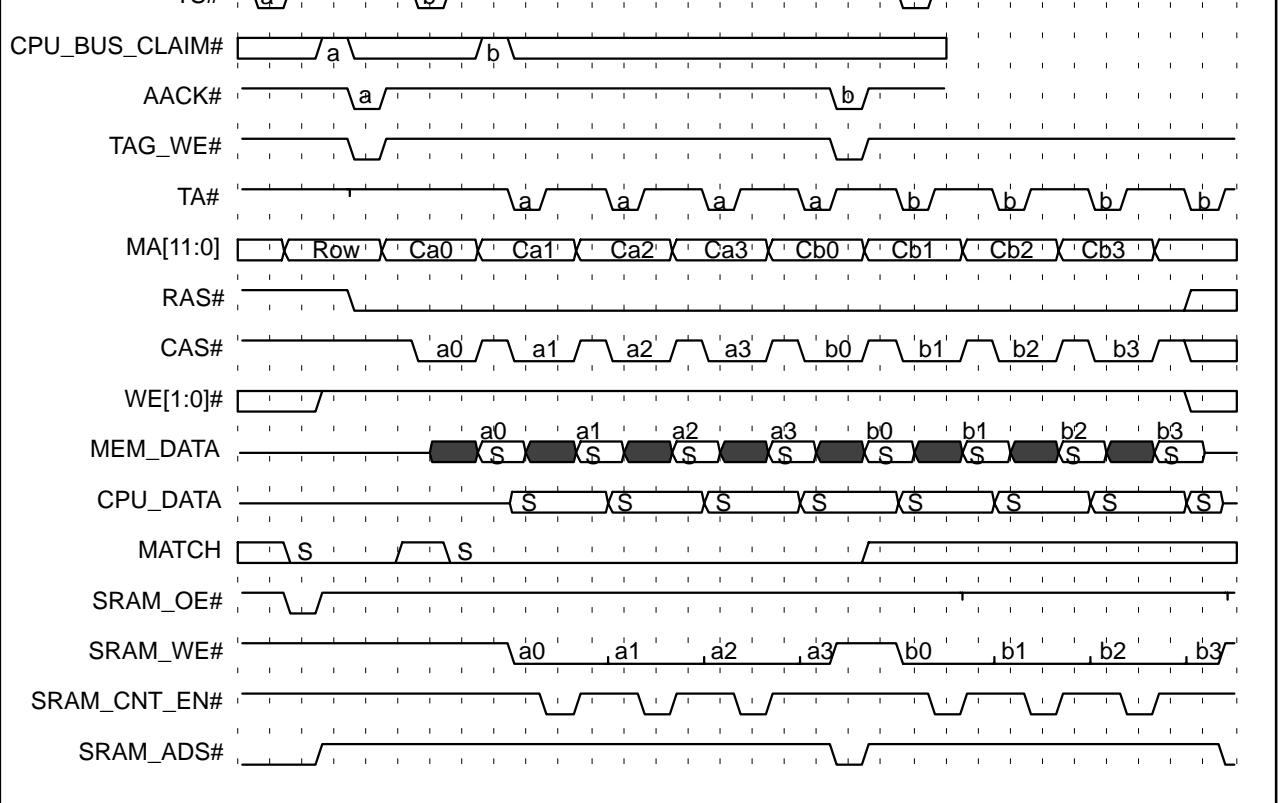 TS# a b
CPU_BUS_CLAIM# a b
AACK# a b
TAG_WE#
TA# a a a a b b b b
MA[11:0] Row Ca0 Ca1 Ca2 Ca3 Cb0 Cb1 Cb2 Cb3
RAS#
CAS# a0 a1 a2 a3 b0 b1 b2 b3
WE[1:0]#
a0 a1 a2 a3 b0 b1 b2 b3
MEM_DATA S S S S S S S S
CPU_DATA S S S S S S S S
MATCH S S
SRAM_OE#
SRAM_WE# a0 a1 a2 a3 b0 b1 b2 b3
SRAM_CNT_EN#
SRAM_ADS#